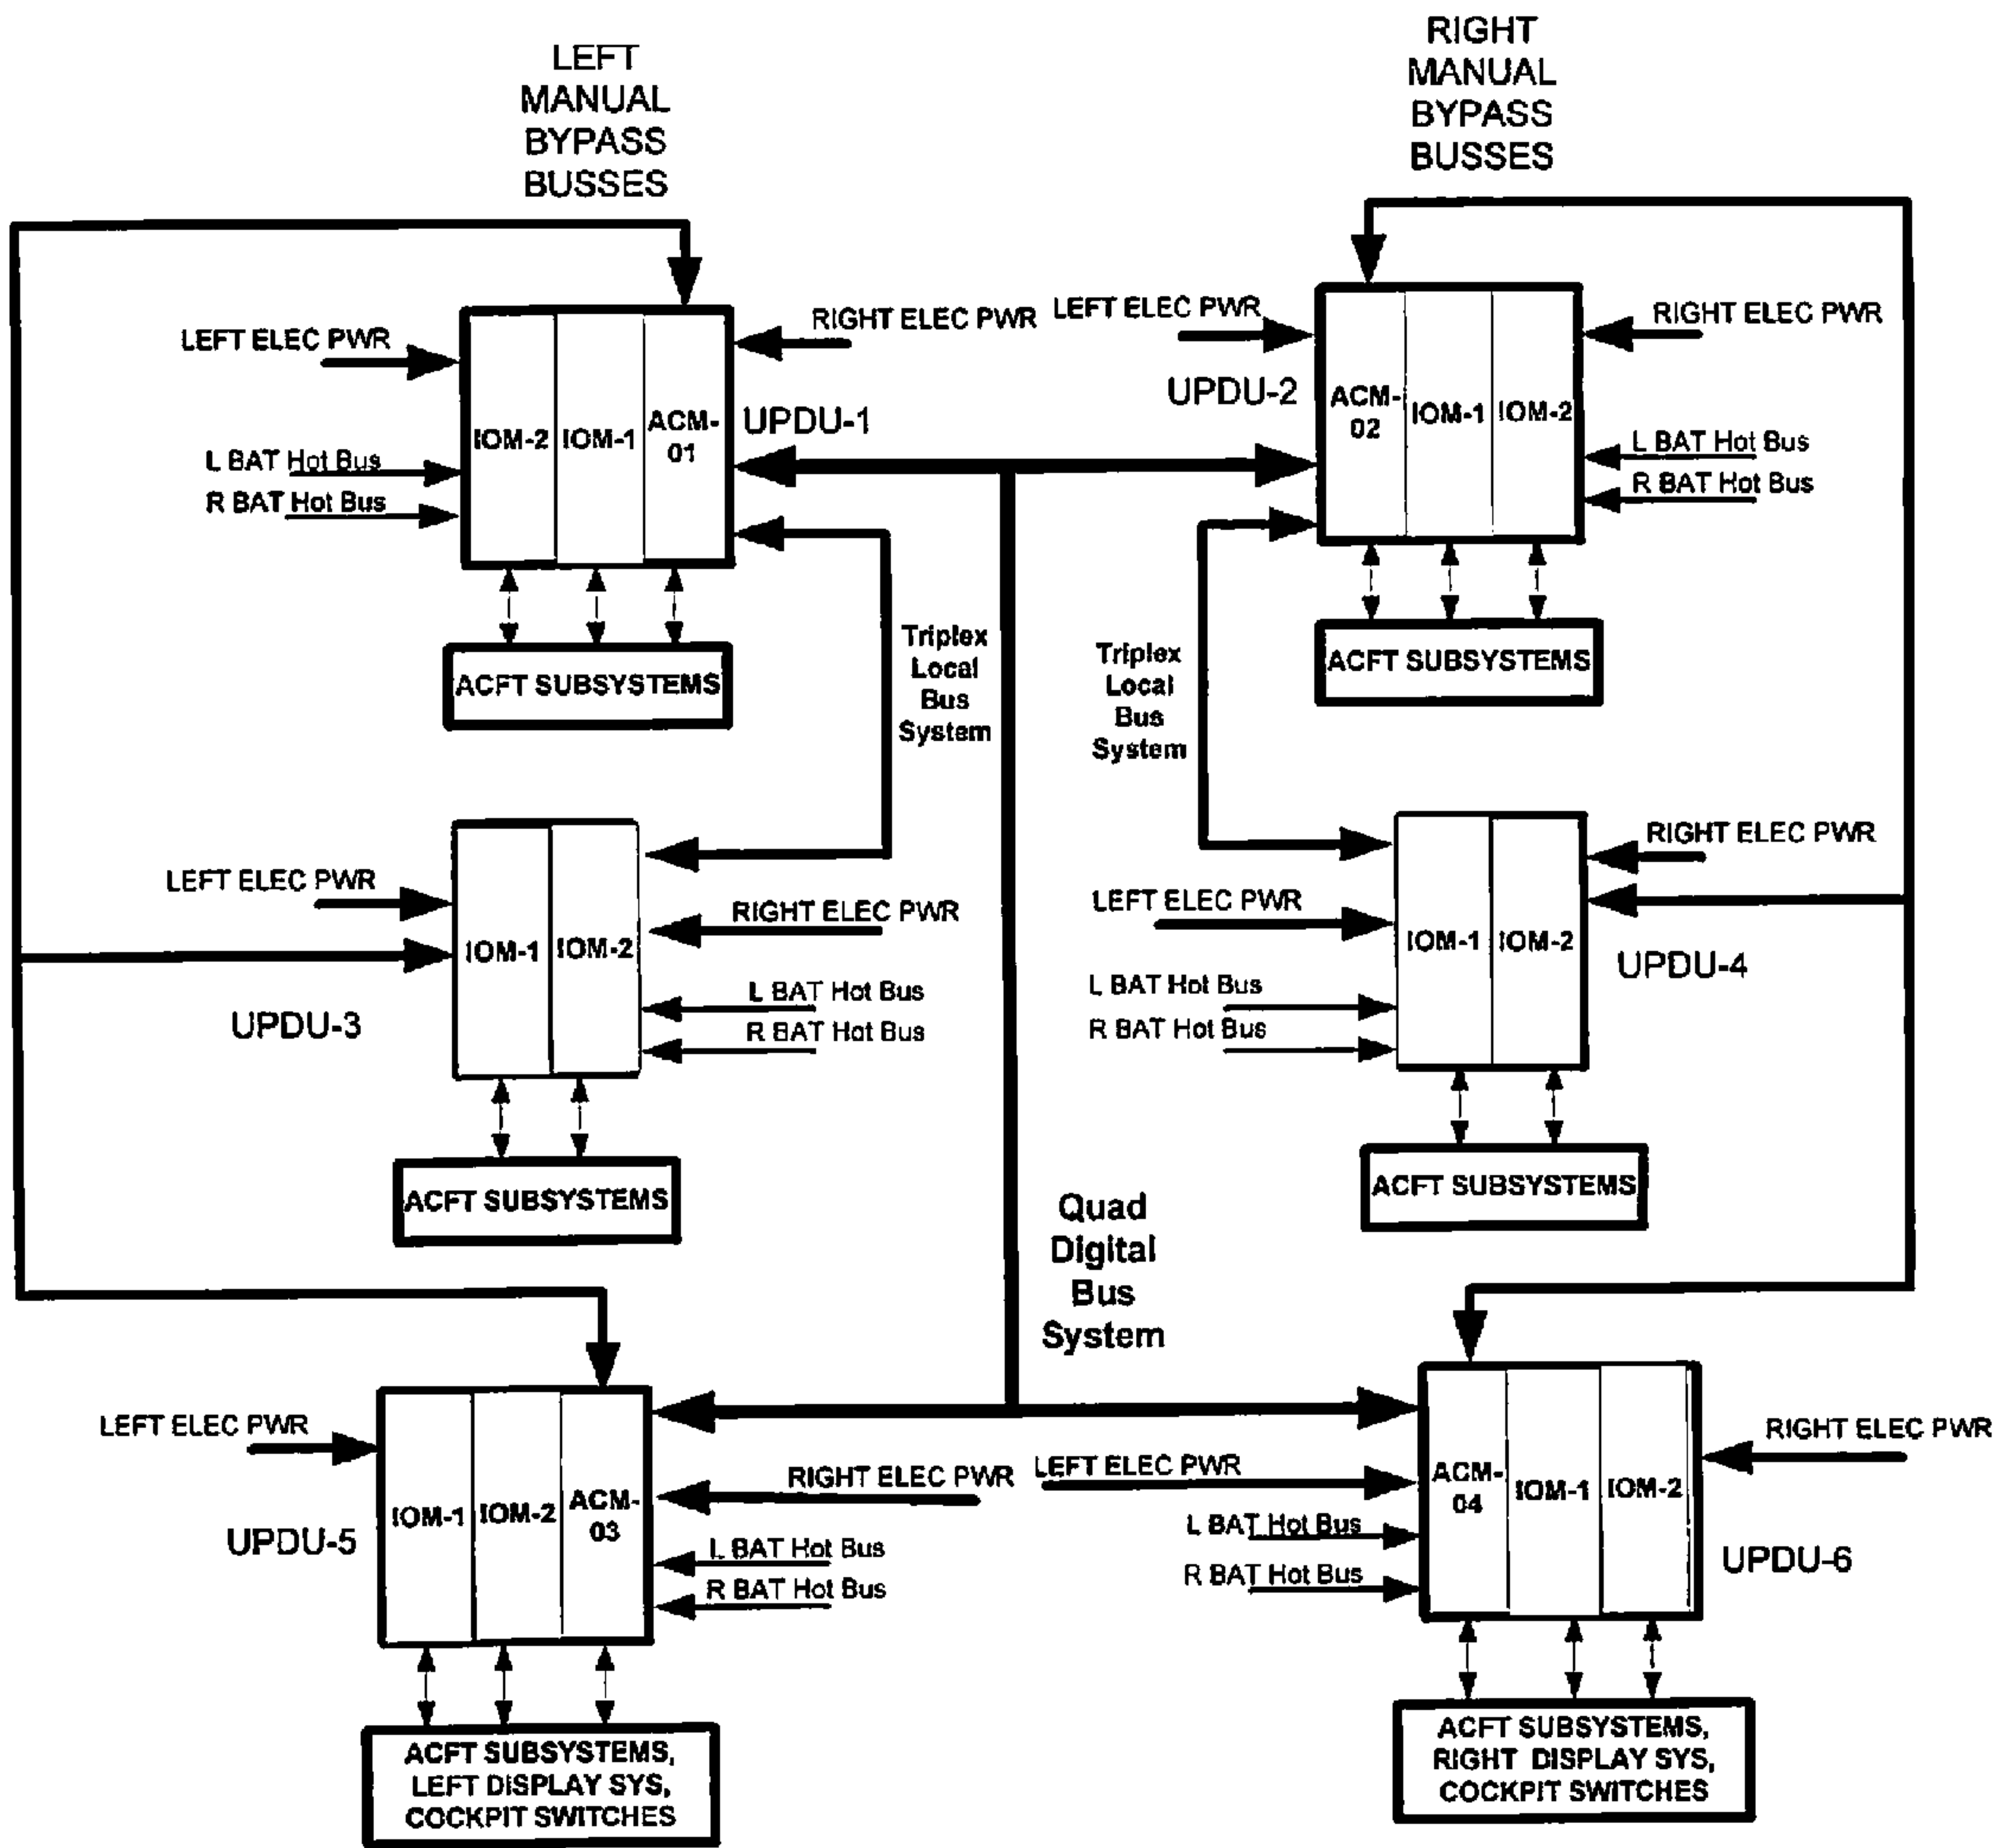 LEFT
MANUAL
BYPASS
BUSSES
RIGHT
MANUAL
BYPASS
BUSSES
LEFT ELEC PWR
RIGHT ELEC PWR
L BAT Hot Bus
R BAT Hot Bus
IOM-2
IOM-1
ACM-
01
UPDU-1
ACFT SUBSYSTEMS
LEFT ELEC PWR
RIGHT ELEC PWR
UPDU-2
ACM-
02
IOM-1
IOM-2
L BAT Hot Bus
R BAT Hot Bus
ACFT SUBSYSTEMS
Triplex
Local
Bus
System
Triplex
Local
Bus
System
LEFT ELEC PWR
RIGHT ELEC PWR
IOM-1
IOM-2
L BAT Hot Bus
R BAT Hot Bus
UPDU-3
ACFT SUBSYSTEMS
RIGHT ELEC PWR
LEFT ELEC PWR
IOM-1
IOM-2
UPDU-4
L BAT Hot Bus
R BAT Hot Bus
ACFT SUBSYSTEMS
Quad
Digital
Bus
System
LEFT ELEC PWR
RIGHT ELEC PWR
IOM-1
IOM-2
ACM-
03
UPDU-5
L BAT Hot Bus
R BAT Hot Bus
ACFT SUBSYSTEMS,
LEFT DISPLAY SYS,
COCKPIT SWITCHES
LEFT ELEC PWR
RIGHT ELEC PWR
ACM-
04
IOM-1
IOM-2
L BAT Hot Bus
R BAT Hot Bus
UPDU-6
ACFT SUBSYSTEMS,
RIGHT DISPLAY SYS,
COCKPIT SWITCHES